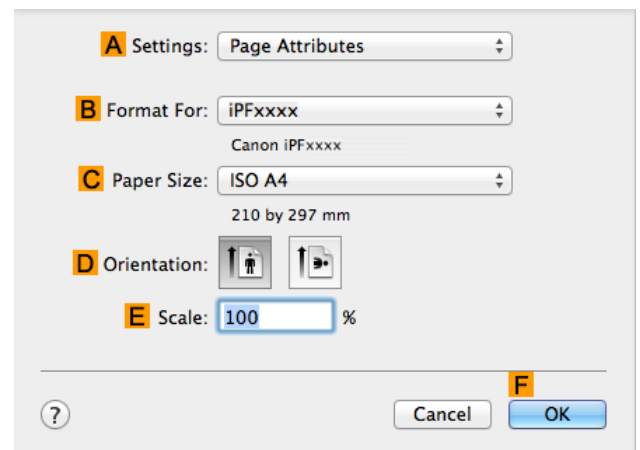 A Settings: Page Attributes
B Format For: iPFxxxx
Canon iPFxxxx
C Paper Size: ISO A4
210 by 297 mm
D Orientation:
E Scale: 100 %
F
? Cancel OK